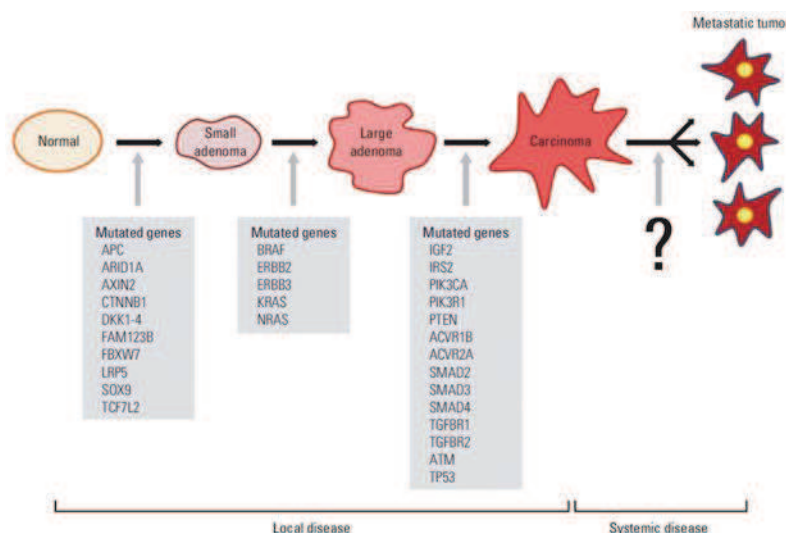 Metastatic tumo
Normal
Small
adenoma
Large
adenoma
Carcinoma
Mutated genes
APC
ARID1A
AXIN2
CTNNB1
DKK1-4
FAM123B
FBXW7
LRP5
SOX9
TCF7L2
Mutated genes
BRAF
ERBB2
ERBB3
KRAS
NRAS
Mutated genes
IGF2
IRS2
PIK3CA
PIK3R1
PTEN
ACVR1B
ACVR2A
SMAD2
SMAD3
SMAD4
TGFBR1
TGFBR2
ATM
TP53
?
Local disease
Systemic disease